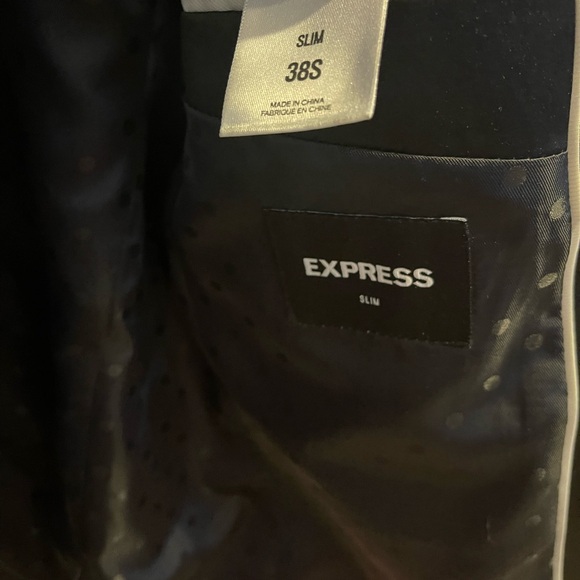 SLIM
38S
MADE IN CHINA
FABRIQUE EN CHINE
EXPRESS
SLIM